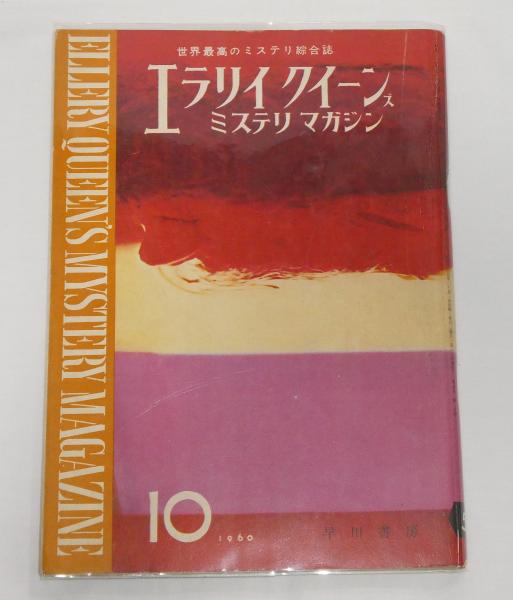 世界最高のミステリ綜合誌
エラリイ クイーンズ
ミステリ マガジン
ELLERY QUEEN'S MYSTERY MAGAZINE
10
1960
早川書房